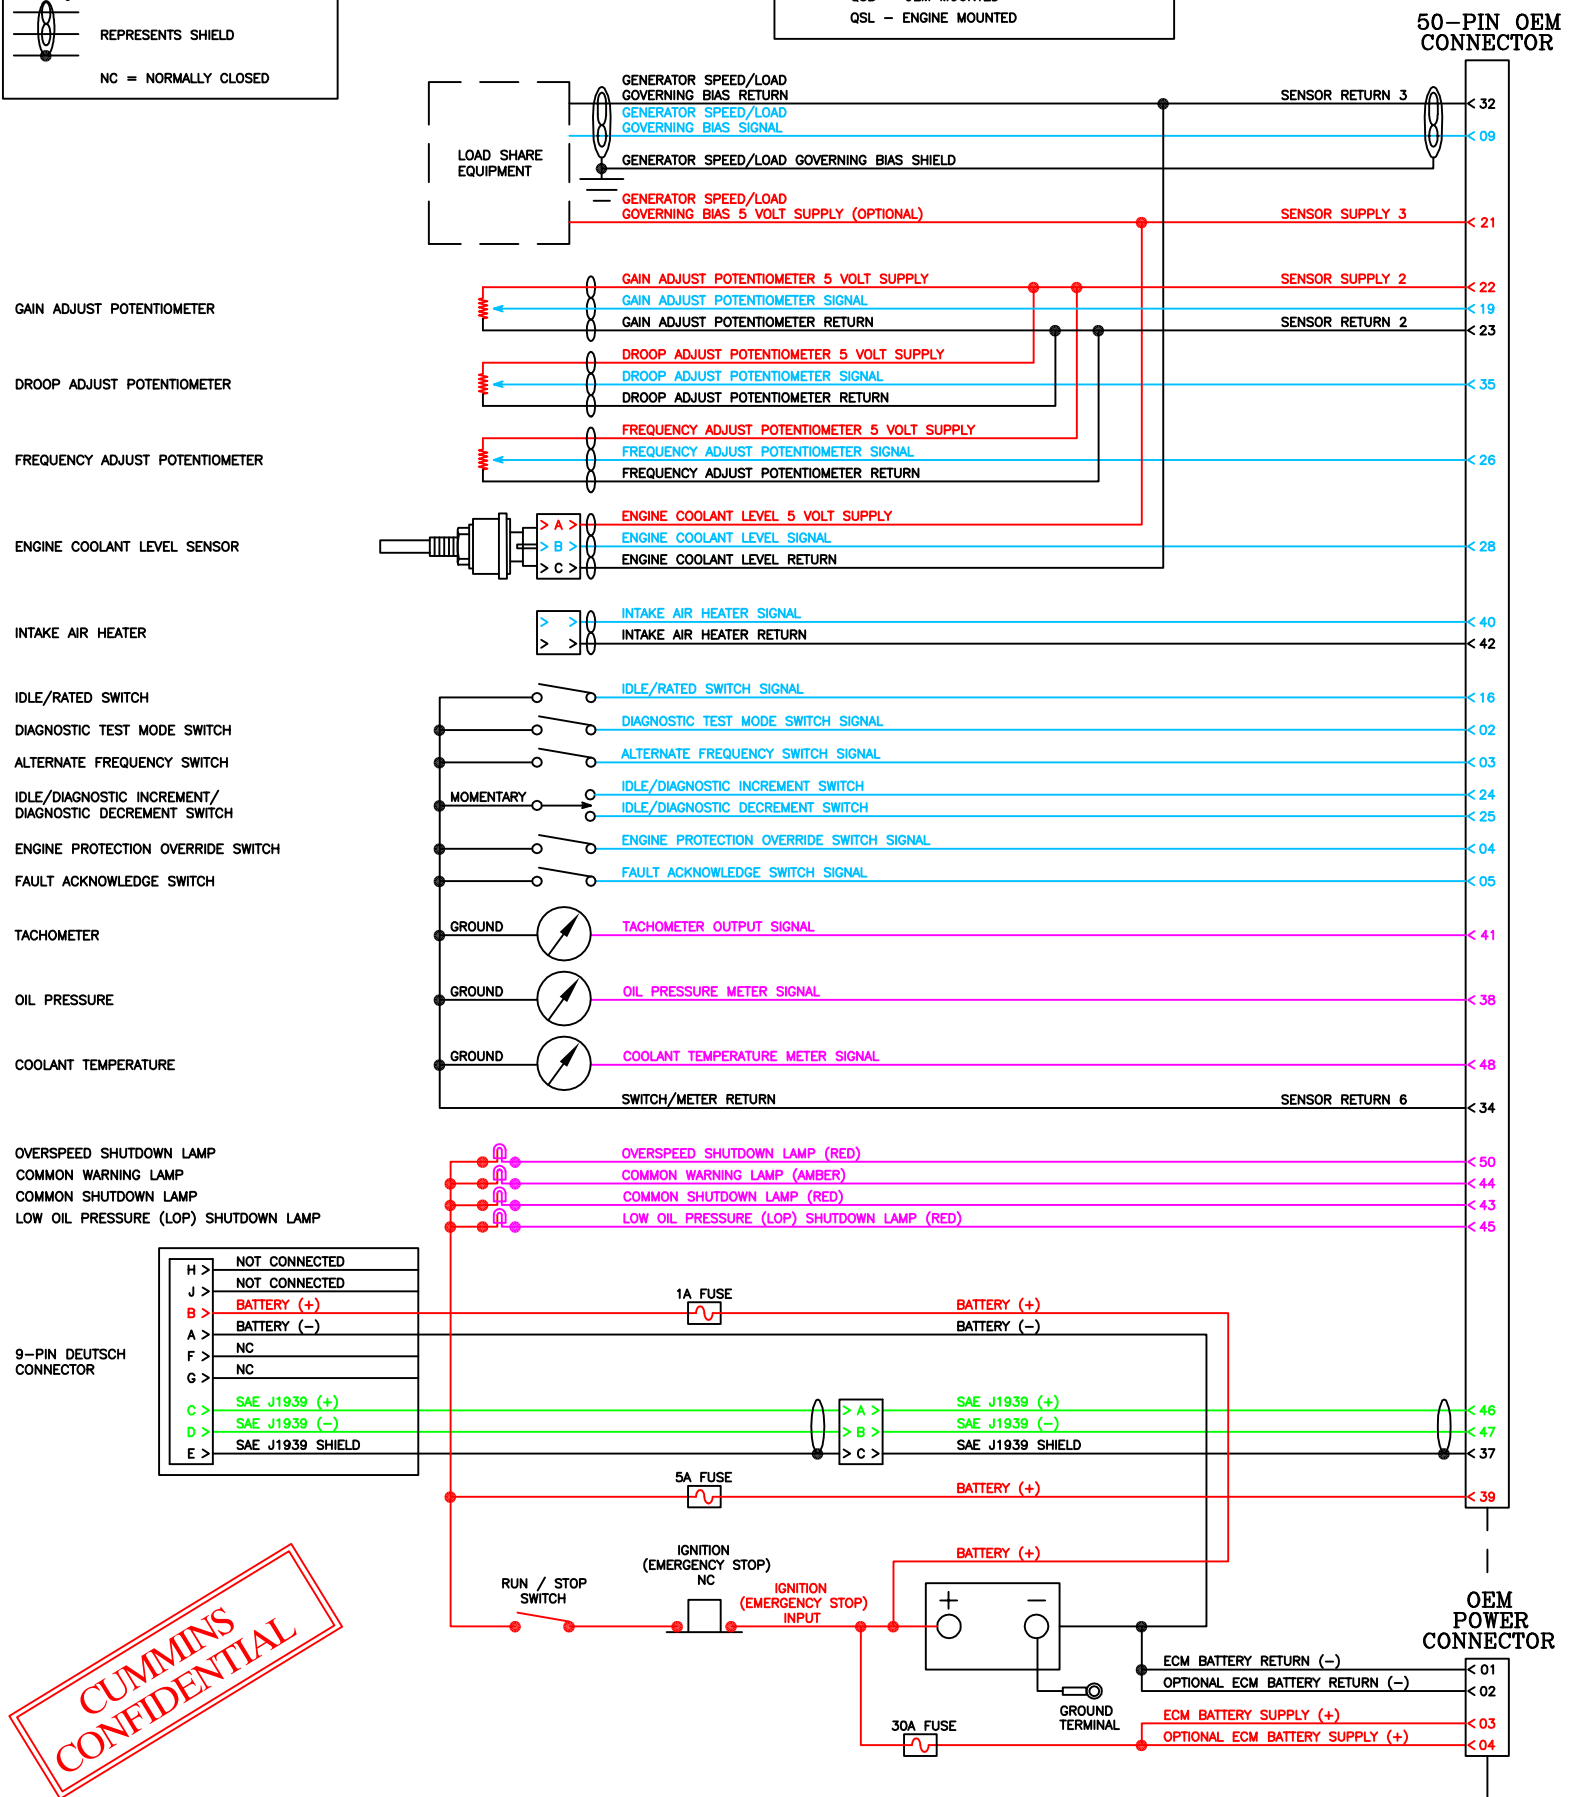 REPRESENTS SHIELD
NC = NORMALLY CLOSED
QSL – ENGINE MOUNTED
50–PIN OEM
CONNECTOR
LOAD SHARE
EQUIPMENT
GENERATOR SPEED/LOAD
GOVERNING BIAS RETURN
SENSOR RETURN 3
32
GENERATOR SPEED/LOAD
GOVERNING BIAS SIGNAL
09
GENERATOR SPEED/LOAD GOVERNING BIAS SHIELD
GENERATOR SPEED/LOAD
GOVERNING BIAS 5 VOLT SUPPLY (OPTIONAL)
SENSOR SUPPLY 3
21
GAIN ADJUST POTENTIOMETER
GAIN ADJUST POTENTIOMETER 5 VOLT SUPPLY
SENSOR SUPPLY 2
22
GAIN ADJUST POTENTIOMETER SIGNAL
19
GAIN ADJUST POTENTIOMETER RETURN
SENSOR RETURN 2
23
DROOP ADJUST POTENTIOMETER
DROOP ADJUST POTENTIOMETER 5 VOLT SUPPLY
DROOP ADJUST POTENTIOMETER SIGNAL
35
DROOP ADJUST POTENTIOMETER RETURN
FREQUENCY ADJUST POTENTIOMETER
FREQUENCY ADJUST POTENTIOMETER 5 VOLT SUPPLY
FREQUENCY ADJUST POTENTIOMETER SIGNAL
26
FREQUENCY ADJUST POTENTIOMETER RETURN
ENGINE COOLANT LEVEL SENSOR
A
ENGINE COOLANT LEVEL 5 VOLT SUPPLY
B
ENGINE COOLANT LEVEL SIGNAL
28
C
ENGINE COOLANT LEVEL RETURN
INTAKE AIR HEATER
INTAKE AIR HEATER SIGNAL
40
INTAKE AIR HEATER RETURN
42
IDLE/RATED SWITCH
IDLE/RATED SWITCH SIGNAL
16
DIAGNOSTIC TEST MODE SWITCH
DIAGNOSTIC TEST MODE SWITCH SIGNAL
02
ALTERNATE FREQUENCY SWITCH
ALTERNATE FREQUENCY SWITCH SIGNAL
03
IDLE/DIAGNOSTIC INCREMENT/
DIAGNOSTIC DECREMENT SWITCH
MOMENTARY
IDLE/DIAGNOSTIC INCREMENT SWITCH
24
IDLE/DIAGNOSTIC DECREMENT SWITCH
25
ENGINE PROTECTION OVERRIDE SWITCH
ENGINE PROTECTION OVERRIDE SWITCH SIGNAL
04
FAULT ACKNOWLEDGE SWITCH
FAULT ACKNOWLEDGE SWITCH SIGNAL
05
TACHOMETER
GROUND
TACHOMETER OUTPUT SIGNAL
41
OIL PRESSURE
GROUND
OIL PRESSURE METER SIGNAL
38
COOLANT TEMPERATURE
GROUND
COOLANT TEMPERATURE METER SIGNAL
48
SWITCH/METER RETURN
SENSOR RETURN 6
34
OVERSPEED SHUTDOWN LAMP
OVERSPEED SHUTDOWN LAMP (RED)
50
COMMON WARNING LAMP
COMMON WARNING LAMP (AMBER)
44
COMMON SHUTDOWN LAMP
COMMON SHUTDOWN LAMP (RED)
43
LOW OIL PRESSURE (LOP) SHUTDOWN LAMP
LOW OIL PRESSURE (LOP) SHUTDOWN LAMP (RED)
45
9–PIN DEUTSCH
CONNECTOR
H
NOT CONNECTED
J
NOT CONNECTED
B
BATTERY (+)
1A FUSE
BATTERY (+)
A
BATTERY (–)
BATTERY (–)
F
NC
G
NC
C
SAE J1939 (+)
A
SAE J1939 (+)
46
D
SAE J1939 (–)
B
SAE J1939 (–)
47
E
SAE J1939 SHIELD
C
SAE J1939 SHIELD
37
5A FUSE
BATTERY (+)
39
BATTERY (+)
RUN / STOP
SWITCH
IGNITION
(EMERGENCY STOP)
NC
IGNITION
(EMERGENCY STOP)
INPUT
+ –
GROUND
TERMINAL
30A FUSE
OEM
POWER
CONNECTOR
ECM BATTERY RETURN (–)
01
OPTIONAL ECM BATTERY RETURN (–)
02
ECM BATTERY SUPPLY (+)
03
OPTIONAL ECM BATTERY SUPPLY (+)
04
CUMMINS
CONFIDENTIAL